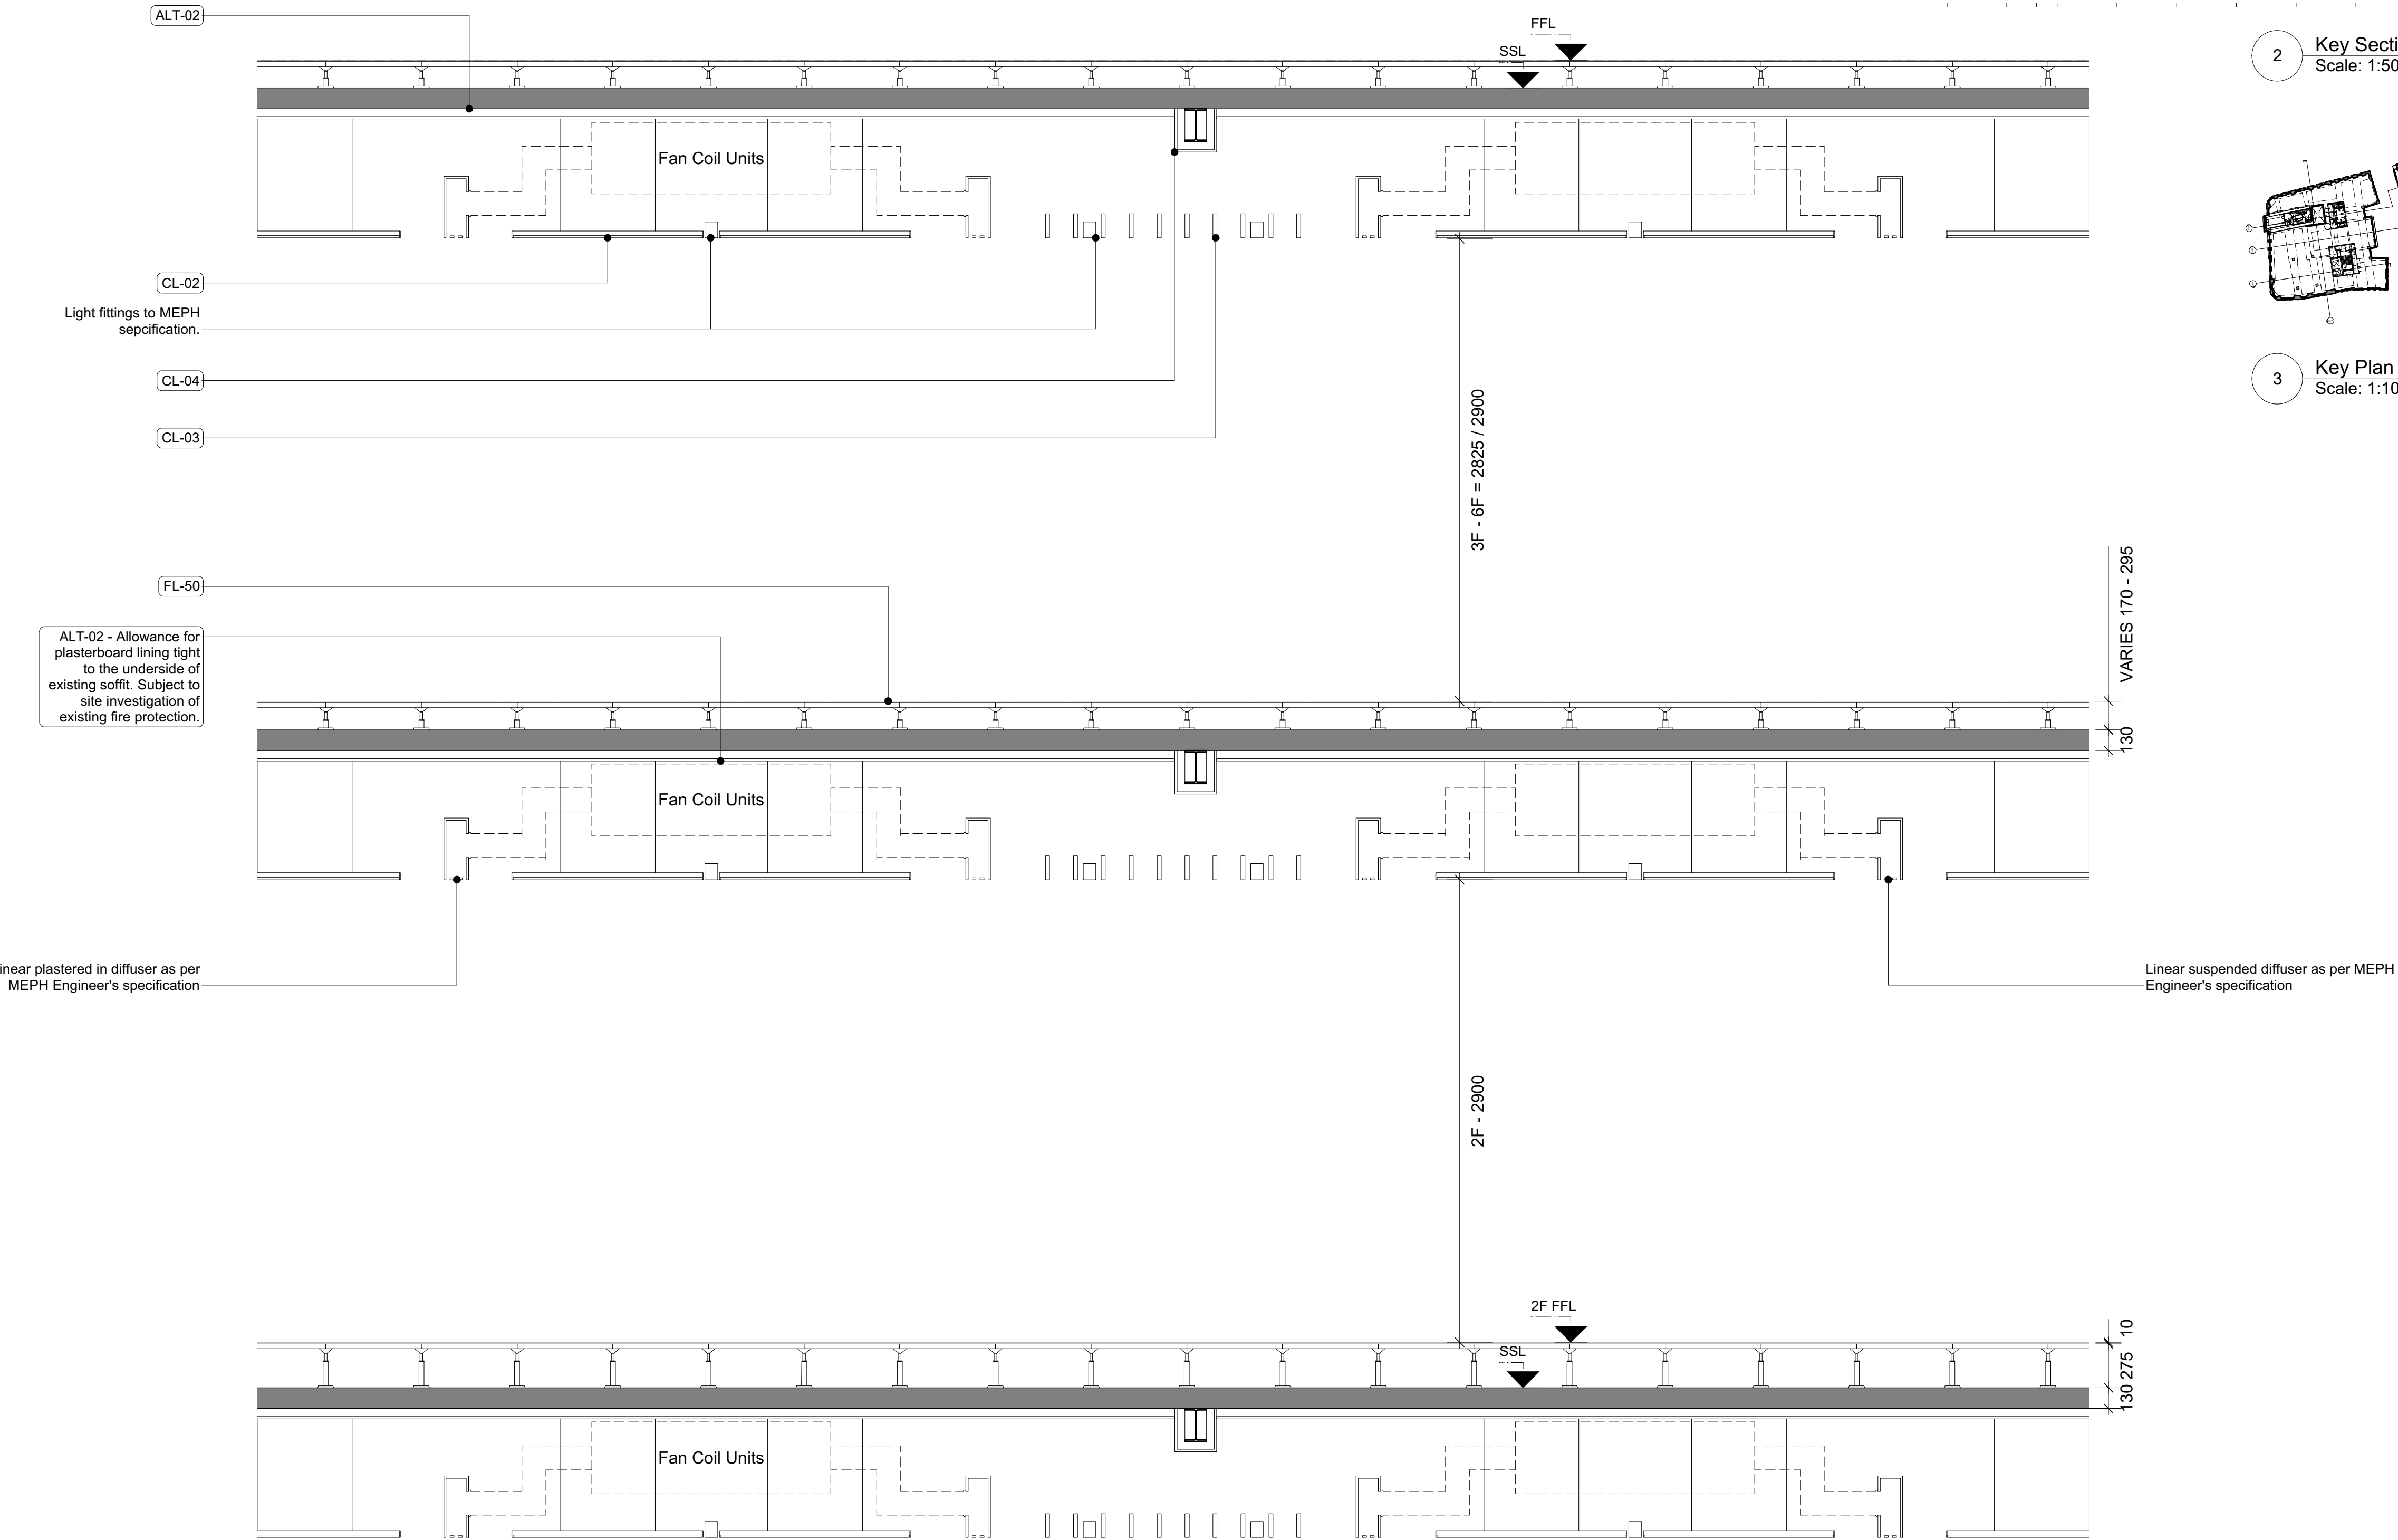 ALT-02
FFL
SSL
2
Key Secti
Scale: 1:50
Fan Coil Units
CL-02
Light fittings to MEPH
sepcification.
CL-04
3
Key Plan
Scale: 1:10
CL-03
3F - 6F = 2825 / 2900
FL-50
VARIES 170 - 295
ALT-02 - Allowance for
plasterboard lining tight
to the underside of
existing soffit. Subject to
site investigation of
existing fire protection.
130
Fan Coil Units
inear plastered in diffuser as per
MEPH Engineer's specification
Linear suspended diffuser as per MEPH
Engineer's specification
2F - 2900
2F FFL
SSL
10
275
130
Fan Coil Units